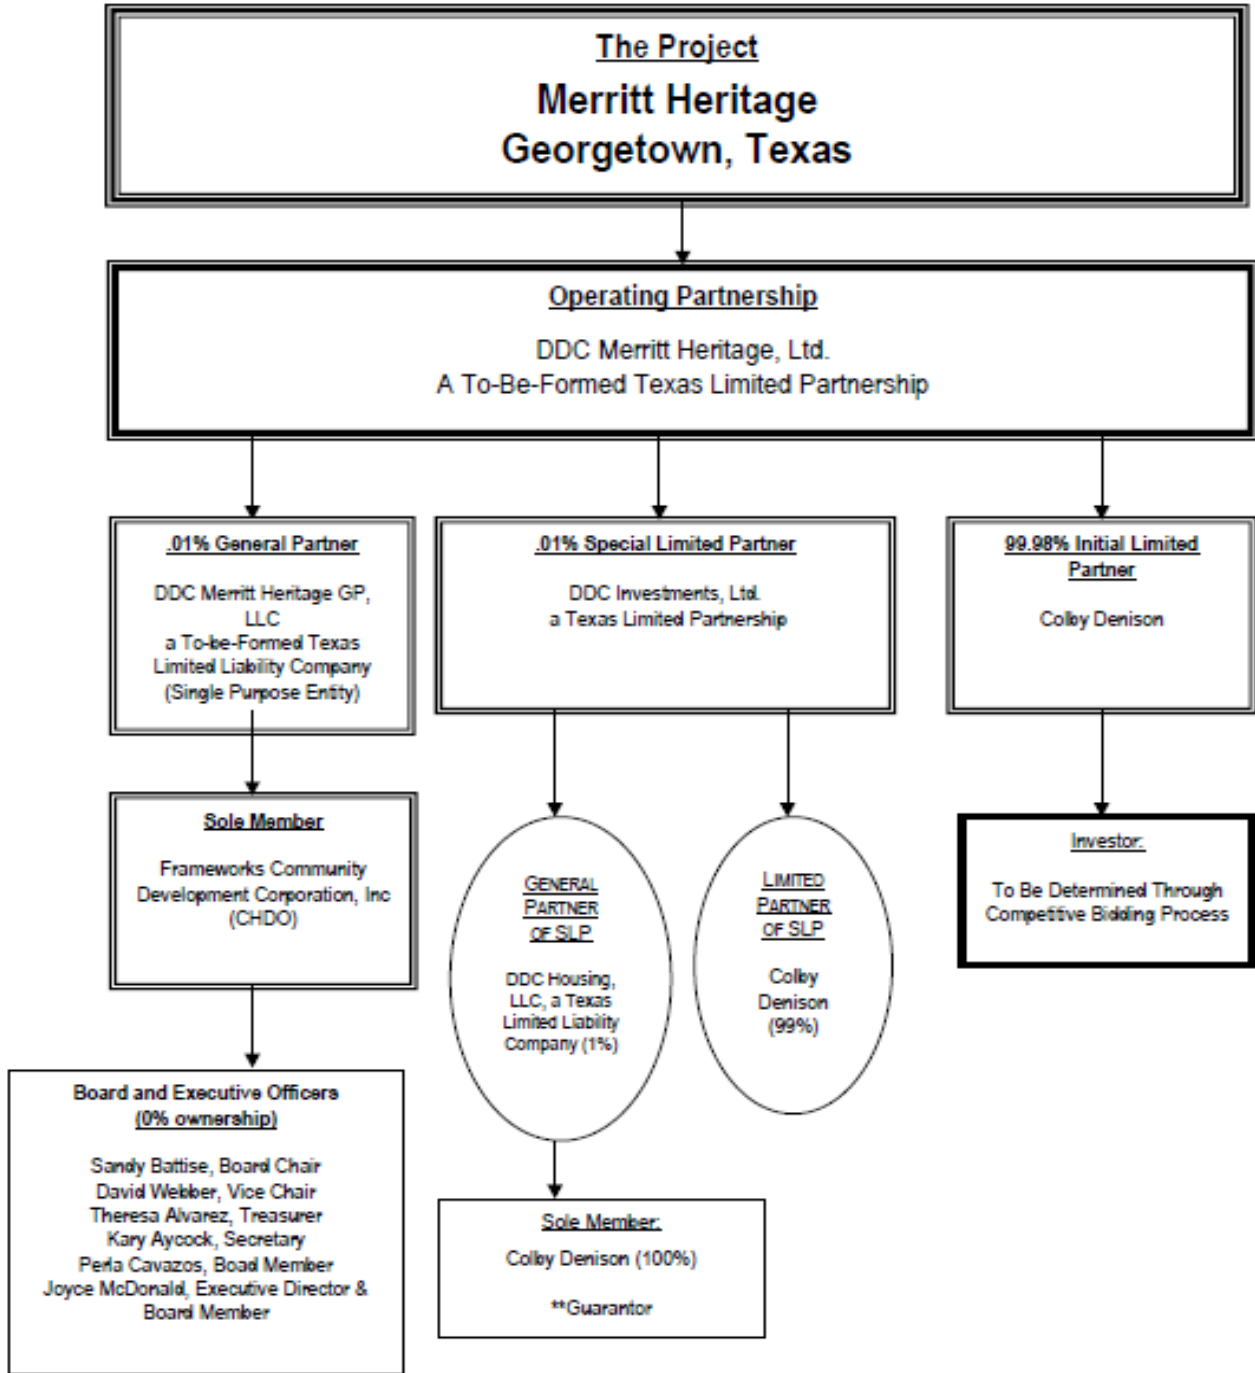 The Project
Merritt Heritage
Georgetown, Texas
Operating Partnership
DDC Merritt Heritage, Ltd.
A To-Be-Formed Texas Limited Partnership
.01% General Partner
DDC Merritt Heritage GP,
LLC
a To-be-Formed Texas
Limited Liability Company
(Single Purpose Entity)
.01% Special Limited Partner
DDC Investments, Ltd.
a Texas Limited Partnership
99.98% Initial Limited
Partner
Colby Denison
Sole Member
Frameworks Community
Development Corporation, Inc
(CHDO)
GENERAL
PARTNER
OF SLP
DDC Housing,
LLC, a Texas
Limited Liability
Company (1%)
LIMITED
PARTNER
OF SLP
Colby
Denison
(99%)
Investor:
To Be Determined Through
Competitive Bidding Process
Board and Executive Officers
(0% ownership)
Sandy Battise, Board Chair
David Webber, Vice Chair
Theresa Alvarez, Treasurer
Kary Aycock, Secretary
Perla Cavazos, Boad Member
Joyce McDonald, Executive Director &
Board Member
Sole Member:
Colby Denison (100%)
**Guarantor